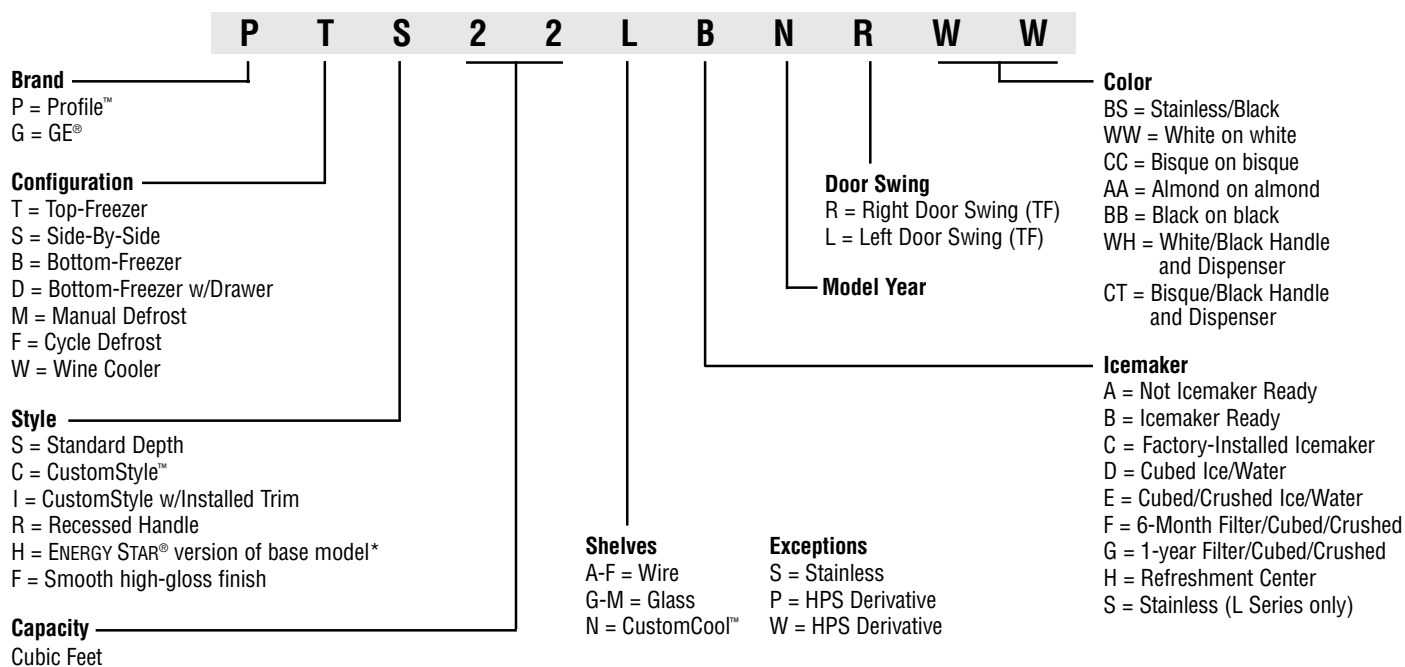 P T S 2 2 L B N R W W
Brand
P = Profile™
G = GE®
Configuration
T = Top-Freezer
S = Side-By-Side
B = Bottom-Freezer
D = Bottom-Freezer w/Drawer
M = Manual Defrost
F = Cycle Defrost
W = Wine Cooler
Style
S = Standard Depth
C = CustomStyle™
I = CustomStyle w/Installed Trim
R = Recessed Handle
H = ENERGY STAR® version of base model*
F = Smooth high-gloss finish
Capacity
Cubic Feet
Shelves
A-F = Wire
G-M = Glass
N = CustomCool™
Exceptions
S = Stainless
P = HPS Derivative
W = HPS Derivative
Door Swing
R = Right Door Swing (TF)
L = Left Door Swing (TF)
Model Year
Color
BS = Stainless/Black
WW = White on white
CC = Bisque on bisque
AA = Almond on almond
BB = Black on black
WH = White/Black Handle
and Dispenser
CT = Bisque/Black Handle
and Dispenser
Icemaker
A = Not Icemaker Ready
B = Icemaker Ready
C = Factory-Installed Icemaker
D = Cubed Ice/Water
E = Cubed/Crushed Ice/Water
F = 6-Month Filter/Cubed/Crushed
G = 1-year Filter/Cubed/Crushed
H = Refreshment Center
S = Stainless (L Series only)